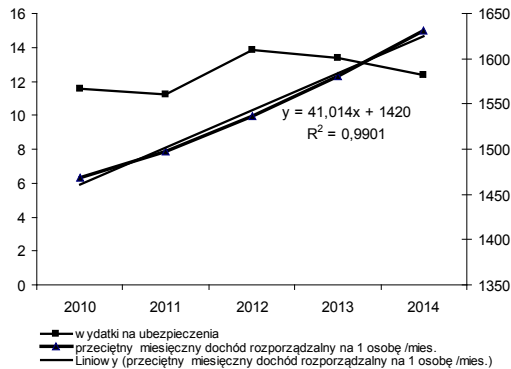 16
14
12
10
8
6
4
2
0
1650
1600
1550
1500
1450
1400
1350
y = 41,014x + 1420
R² = 0,9901
2010 2011 2012 2013 2014
wydatki na ubezpieczenia
przeciętny miesięczny dochód rozporządzalny na 1 osobę /mies.
Liniowy (przeciętny miesięczny dochód rozporządzalny na 1 osobę /mies.)